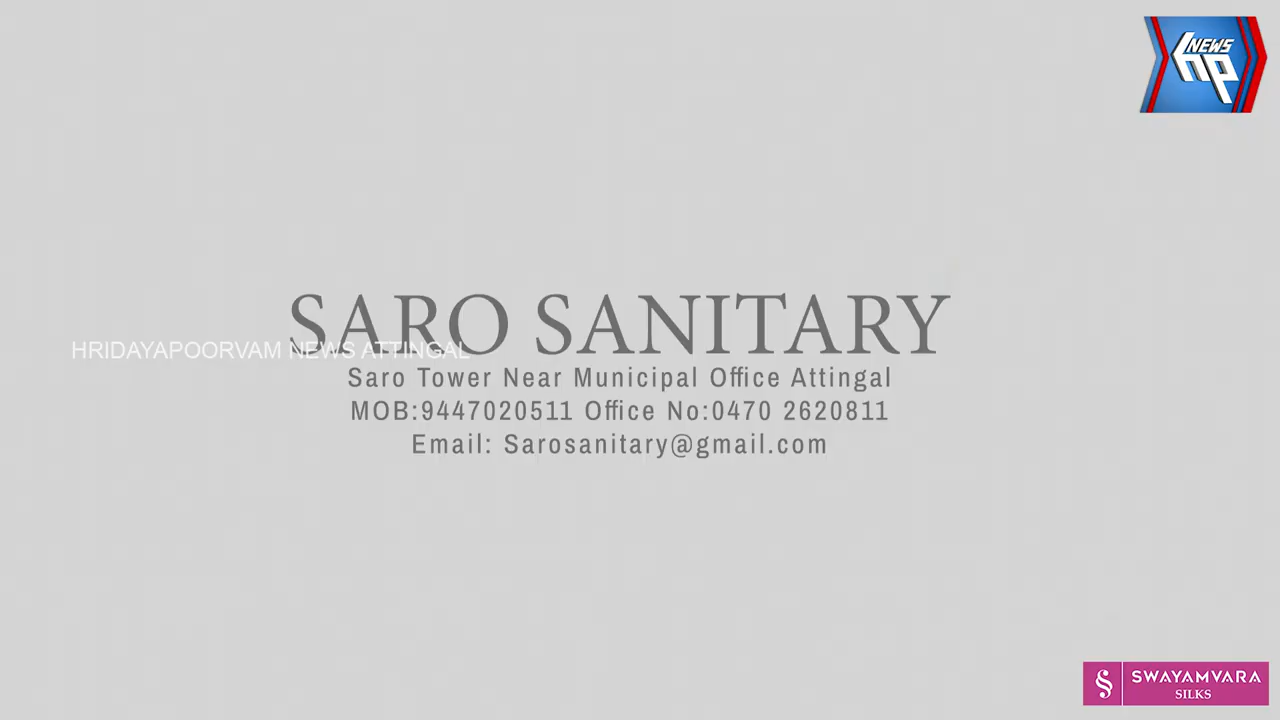 NEWS
hp
SARO SANITARY
HRIDAYAPOORVAM NEWS ATTINGAL
Saro Tower Near Municipal Office Attingal
MOB:9447020511 Office No:0470 2620811
Email: Sarosanitary@gmail.com
SWAYAMVARA
SILKS